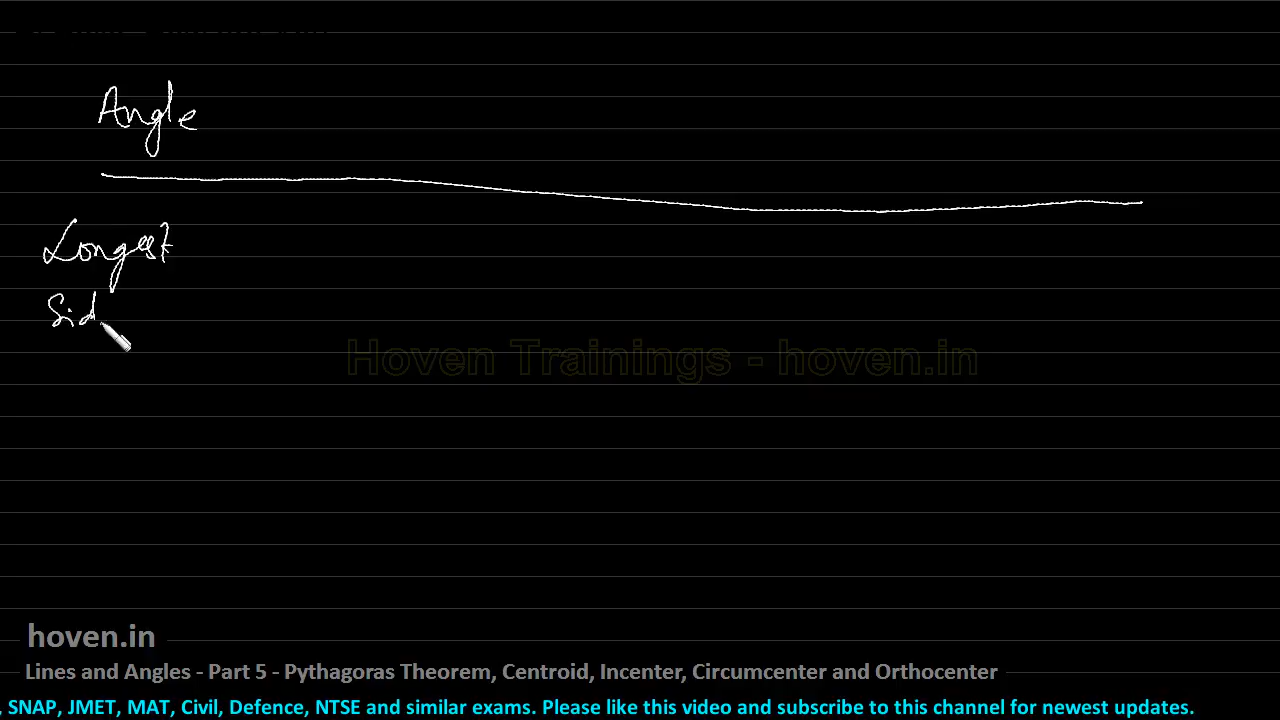 Angle
Longest
Sid
Hoven Trainings - hoven.in
hoven.in
Lines and Angles - Part 5 - Pythagoras Theorem, Centroid, Incenter, Circumcenter and Orthocenter
, SNAP, JMET, MAT, Civil, Defence, NTSE and similar exams. Please like this video and subscribe to this channel for newest updates.